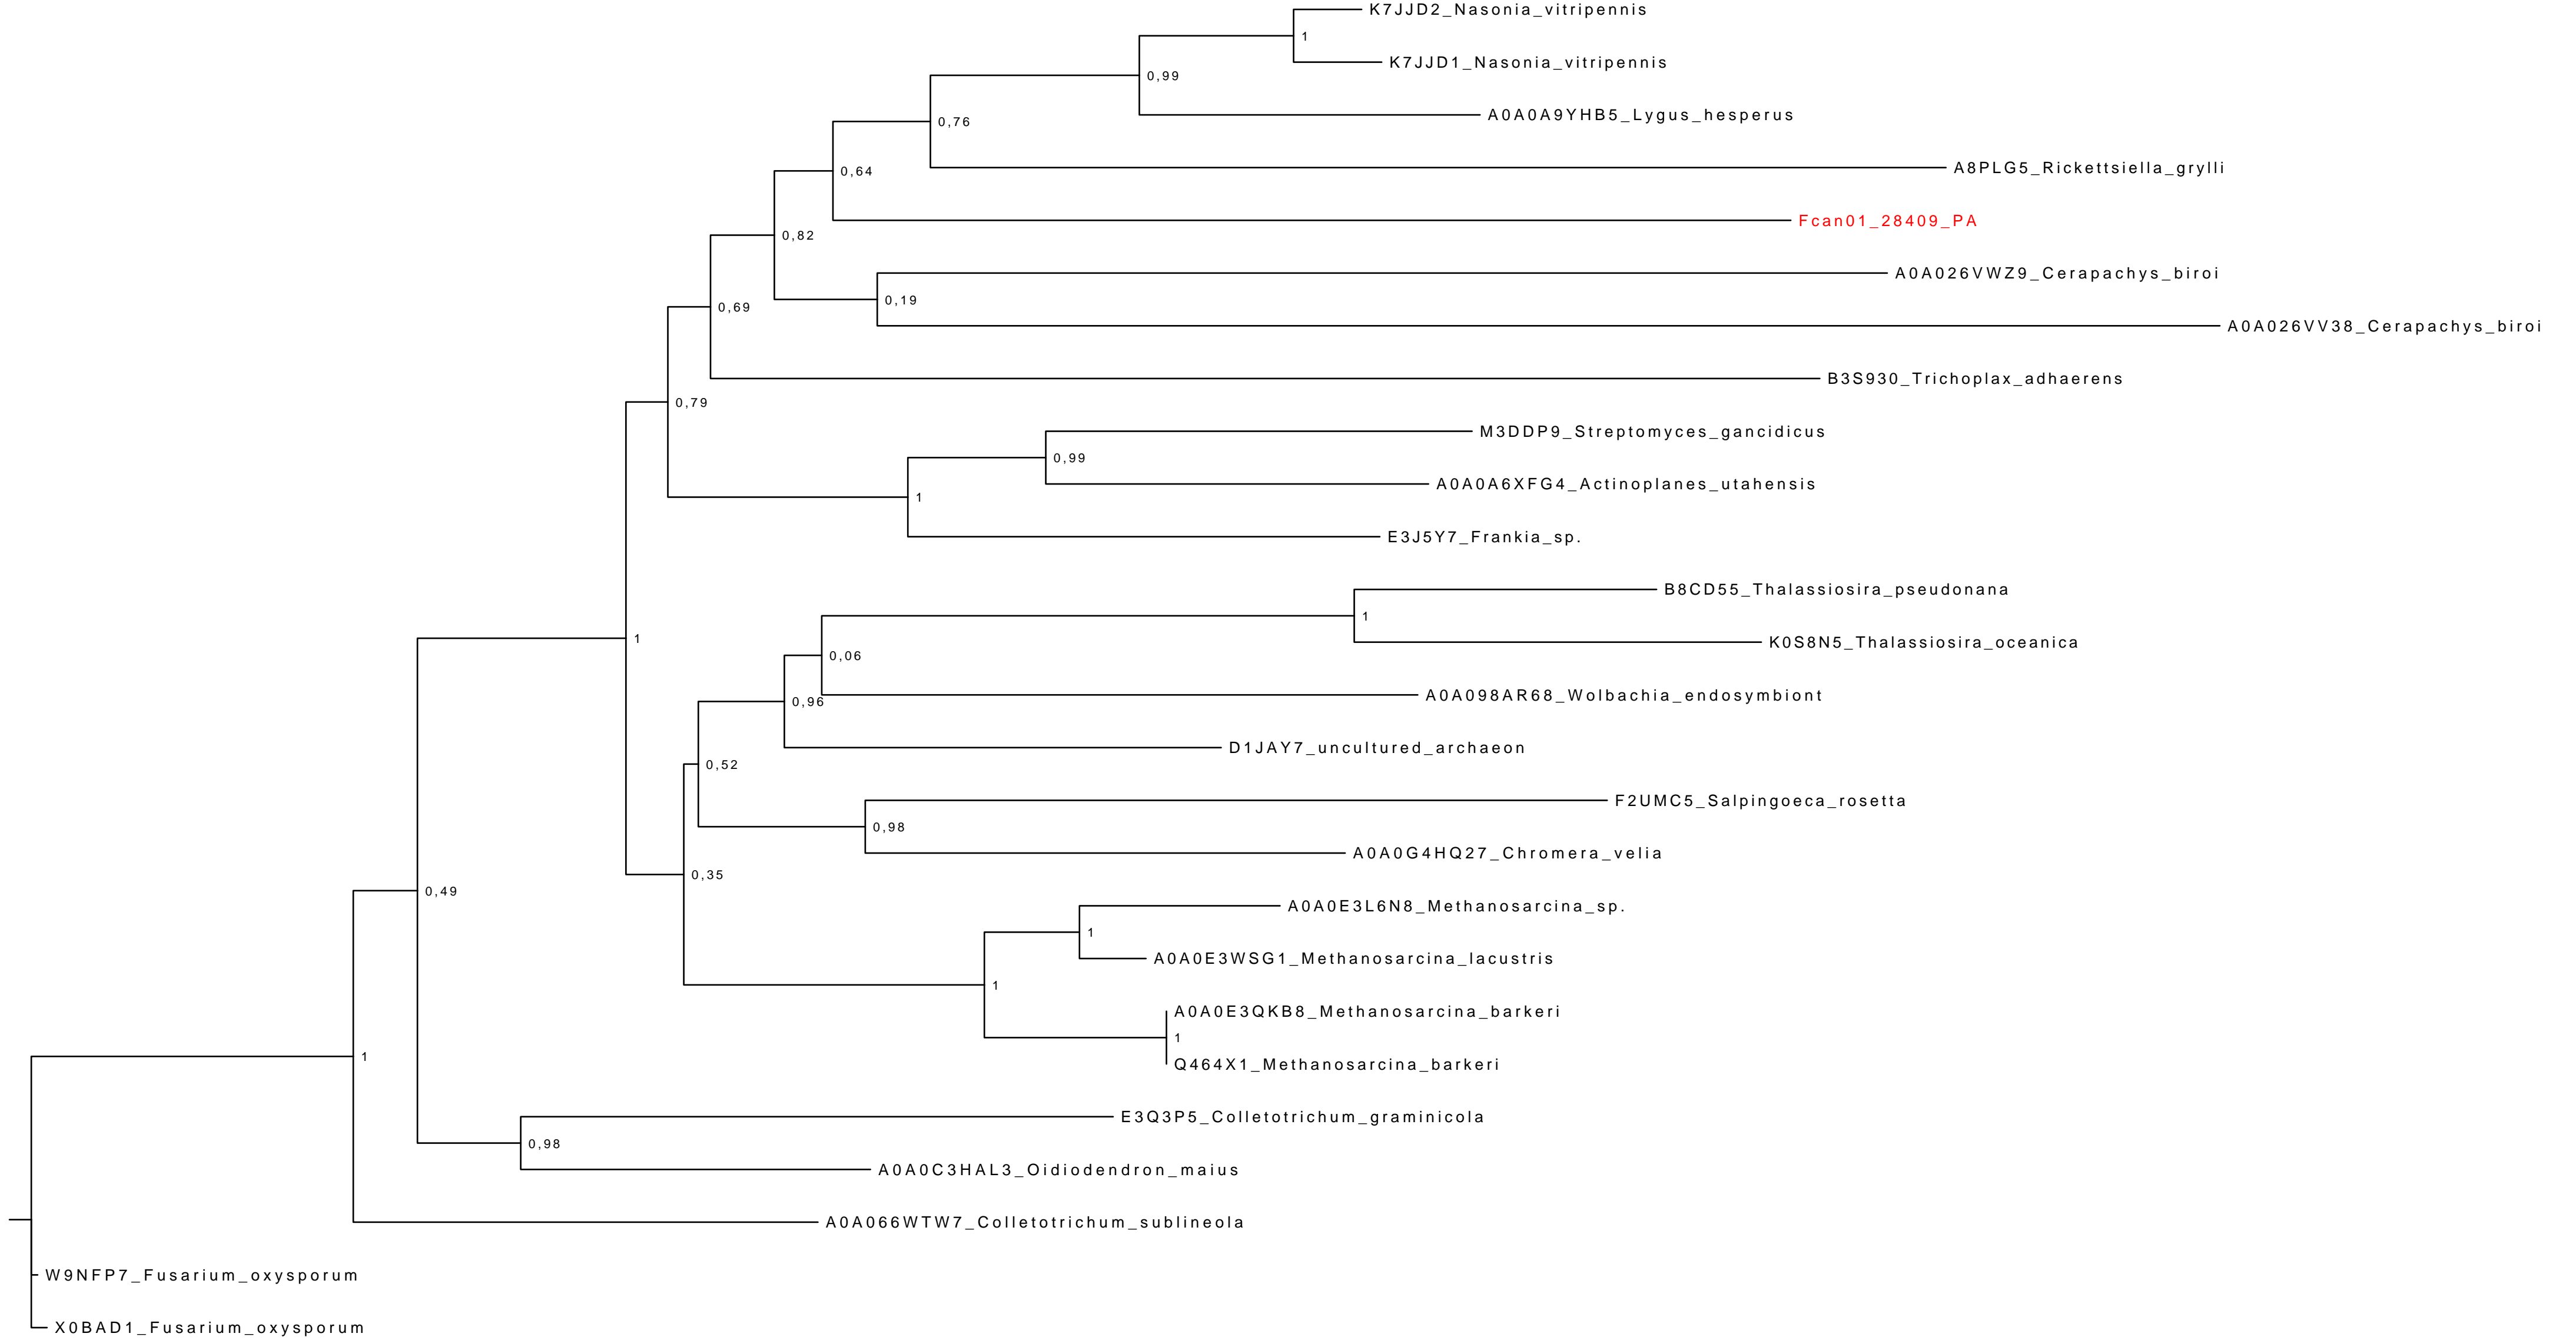 K7JJD2_Nasonia_vitripennis
1
K7JJD1_Nasonia_vitripennis
0,99
A0A0A9YHB5_Lygus_hesperus
0,76
A8PLG5_Rickettsiella_grylli
0,64
Fcan01_28409_PA
0,82
A0A026VWZ9_Cerapachys_biroi
0,19
0,69
A0A026VV38_Cerapachys_biroi
B3S930_Trichoplax_adhaerens
0,79
M3DDP9_Streptomyces_gancidicus
0,99
A0A0A6XFG4_Actinoplanes_utahensis
1
E3J5Y7_Frankia_sp.
B8CD55_Thalassiosira_pseudonana
1
1
K0S8N5_Thalassiosira_oceanica
0,06
A0A098AR68_Wolbachia_endosymbiont
0,96
D1JAY7_uncultured_archaeon
0,52
F2UMC5_Salpingoeca_rosetta
0,98
A0A0G4HQ27_Chromera_velia
0,35
0,49
A0A0E3L6N8_Methanosarcina_sp.
1
A0A0E3WSG1_Methanosarcina_lacustris
1
A0A0E3QKB8_Methanosarcina_barkeri
1
1
Q464X1_Methanosarcina_barkeri
E3Q3P5_Colletotrichum_graminicola
0,98
A0A0C3HAL3_Oidiodendron_maius
A0A066WTW7_Colletotrichum_sublineola
W9NFP7_Fusarium_oxysporum
X0BAD1_Fusarium_oxysporum